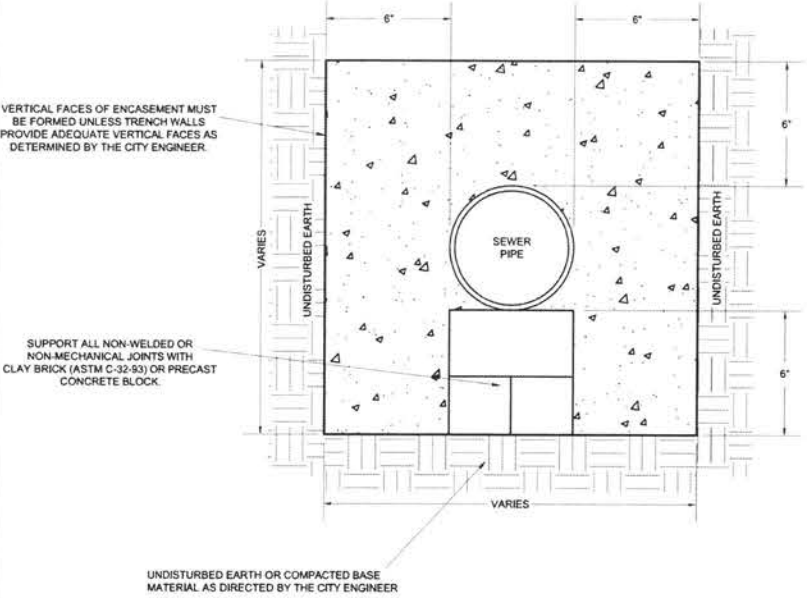 6"
6"
VERTICAL FACES OF ENCASEMENT MUST
BE FORMED UNLESS TRENCH WALLS
PROVIDE ADEQUATE VERTICAL FACES AS
DETERMINED BY THE CITY ENGINEER.
6"
VARIES
UNDISTURBED EARTH
SEWER
PIPE
UNDISTURBED EARTH
SUPPORT ALL NON-WELDED OR
NON-MECHANICAL JOINTS WITH
CLAY BRICK (ASTM C-32-93) OR PRECAST
CONCRETE BLOCK.
6"
VARIES
UNDISTURBED EARTH OR COMPACTED BASE
MATERIAL AS DIRECTED BY THE CITY ENGINEER